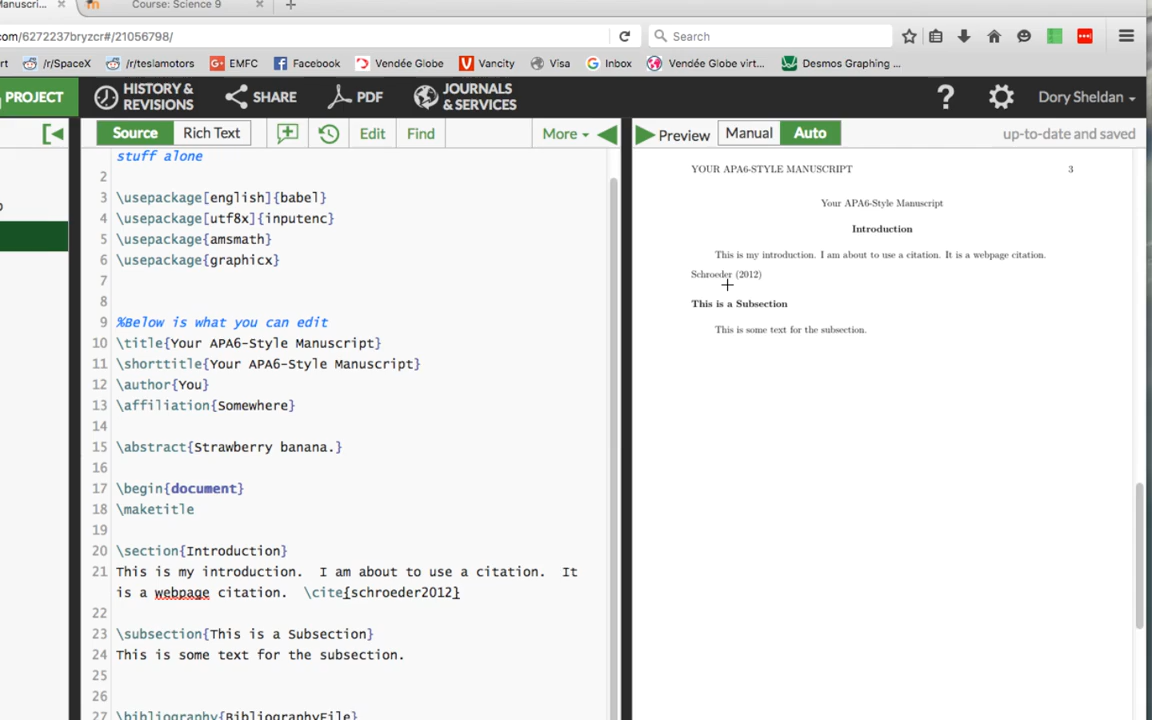 Manuscri...
Course: Science 9
com/6272237bryzcr#/21056798/
Search
rt /r/SpaceX /r/teslamotors EMFC Facebook Vendée Globe Vancity Visa Inbox Vendée Globe virt... Desmos Graphing ...
PROJECT
HISTORY & REVISIONS
SHARE
PDF
JOURNALS & SERVICES
?
Dory Sheldan
Source Rich Text Edit Find More
Preview Manual Auto up-to-date and saved
stuff alone
2
3 \usepackage[english]{babel}
4 \usepackage[utf8x]{inputenc}
5 \usepackage{amsmath}
6 \usepackage{graphicx}
7
8
9 %Below is what you can edit
10 \title{Your APA6-Style Manuscript}
11 \shorttitle{Your APA6-Style Manuscript}
12 \author{You}
13 \affiliation{Somewhere}
14
15 \abstract{Strawberry banana.}
16
17 \begin{document}
18 \maketitle
19
20 \section{Introduction}
21 This is my introduction.  I am about to use a citation.  It
is a webpage citation.  \cite{schroeder2012}
22
23 \subsection{This is a Subsection}
24 This is some text for the subsection.
25
26
27 \bibliography{BibliographyFile}
YOUR APA6-STYLE MANUSCRIPT 3
Your APA6-Style Manuscript
Introduction
This is my introduction. I am about to use a citation. It is a webpage citation.
Schroeder (2012)
This is a Subsection
This is some text for the subsection.